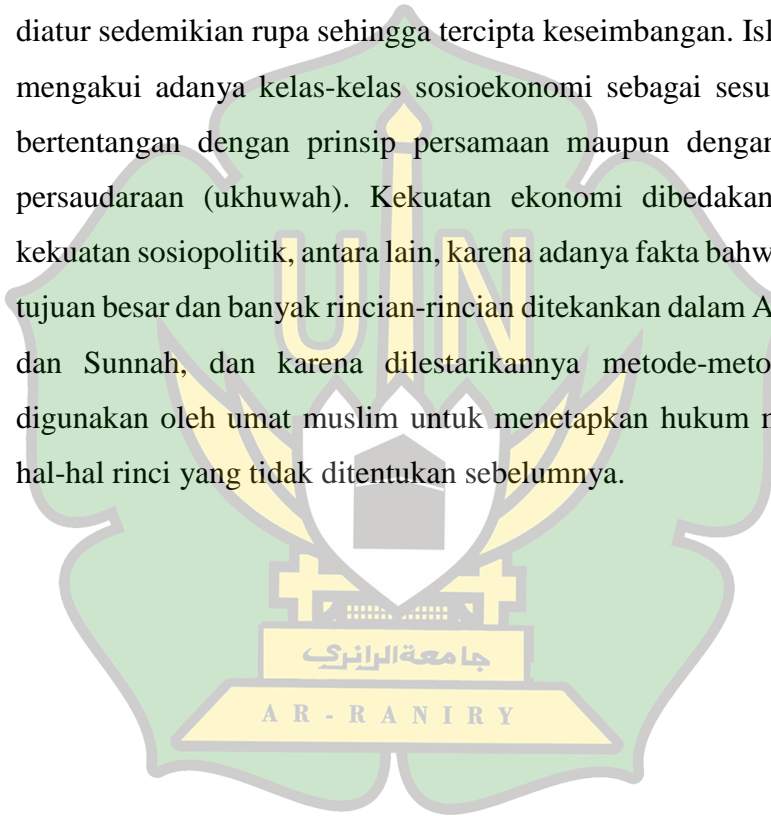 diatur sedemikian rupa sehingga tercipta keseimbangan. Isl
mengakui adanya kelas-kelas sosioekonomi sebagai sesu
bertentangan dengan prinsip persamaan maupun dengan
persaudaraan (ukhuwah). Kekuatan ekonomi dibedakan
kekuatan sosiopolitik, antara lain, karena adanya fakta bahw
tujuan besar dan banyak rincian-rincian ditekankan dalam A
dan Sunnah, dan karena dilestarikannya metode-meto
digunakan oleh umat muslim untuk menetapkan hukum m
hal-hal rinci yang tidak ditentukan sebelumnya.
UIN
جامعةالرانري
AR-RANIRY